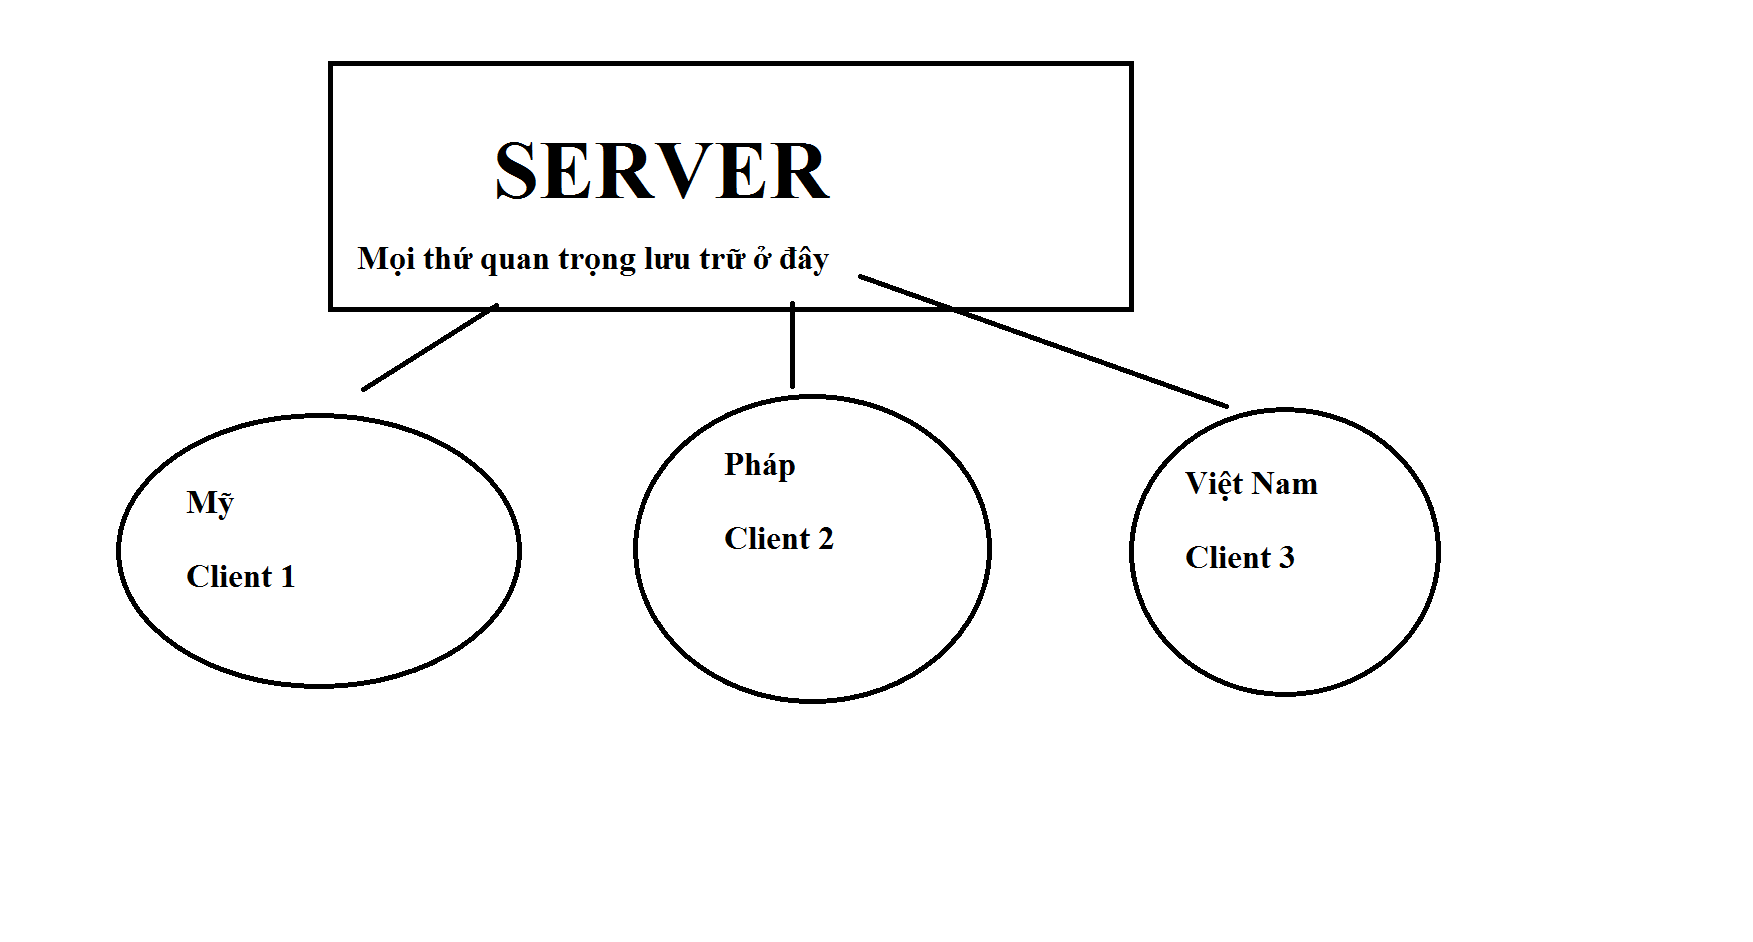 SERVER
Mọi thứ quan trọng lưu trữ ở đây
Mỹ
Client 1
Pháp
Client 2
Việt Nam
Client 3